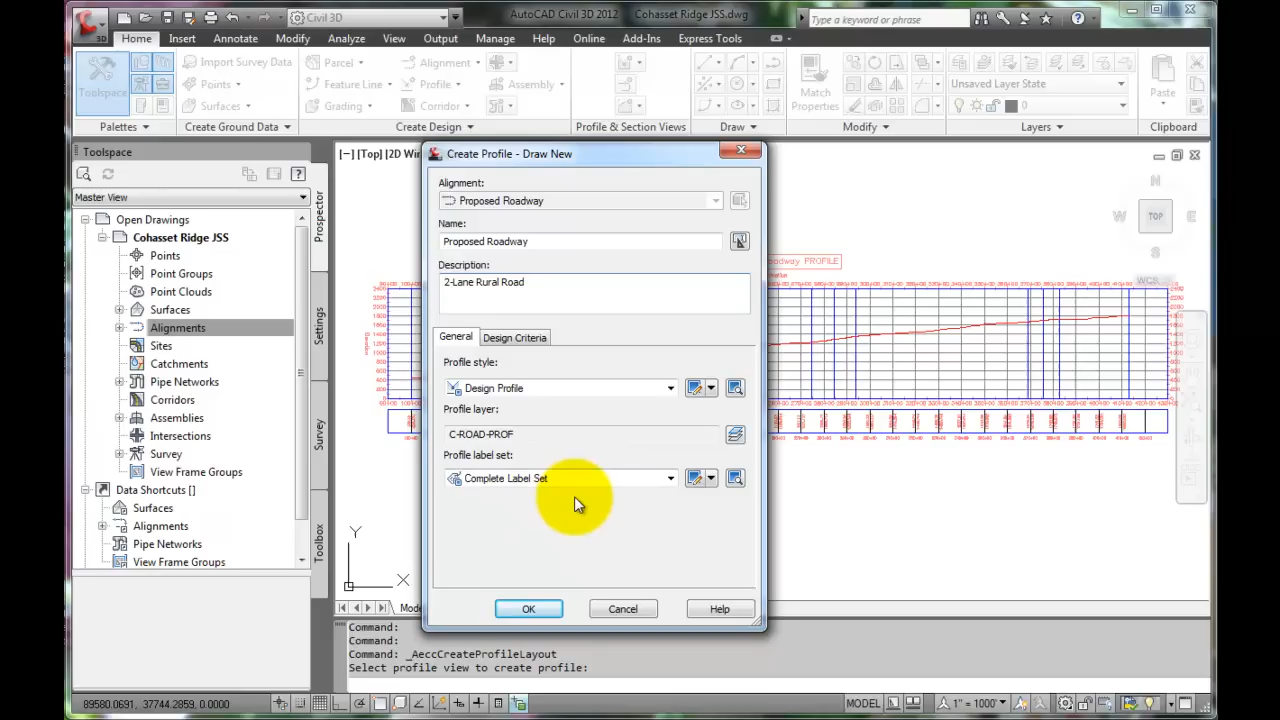 3D
Civil 3D
AutoCAD Civil 3D 2012
Cohasset Ridge JSS.dwg
Type a keyword or phrase
Home
Insert
Annotate
Modify
Analyze
View
Output
Manage
Help
Online
Add-Ins
Express Tools
Toolspace
Import Survey Data
Points
Surfaces
Parcel
Feature Line
Grading
Alignment
Profile
Corridor
Assembly
Match
Properties
Unsaved Layer State
0
Paste
Palettes
Create Ground Data
Create Design
Profile & Section Views
Draw
Modify
Layers
Clipboard
Toolspace
Master View
Open Drawings
Cohasset Ridge JSS
Points
Point Groups
Point Clouds
Surfaces
Alignments
Sites
Catchments
Pipe Networks
Corridors
Assemblies
Intersections
Survey
View Frame Groups
Data Shortcuts []
Surfaces
Alignments
Pipe Networks
View Frame Groups
Prospector
Settings
Survey
Toolbox
[−] [Top] [2D Wir
Create Profile - Draw New
Alignment:
Proposed Roadway
Name:
Proposed Roadway
Description:
2-Lane Rural Road
General
Design Criteria
Profile style:
Design Profile
Profile layer:
C-ROAD-PROF
Profile label set:
Complete Label Set
OK
Cancel
Help
N
W
TOP
E
S
WCS
adway PROFILE
Y
X
Mode
Command:
Command:
Command: _AeccCreateProfileLayout
Select profile view to create profile:
89580.0691, 37744.2859, 0.0000
MODEL
1" = 1000'